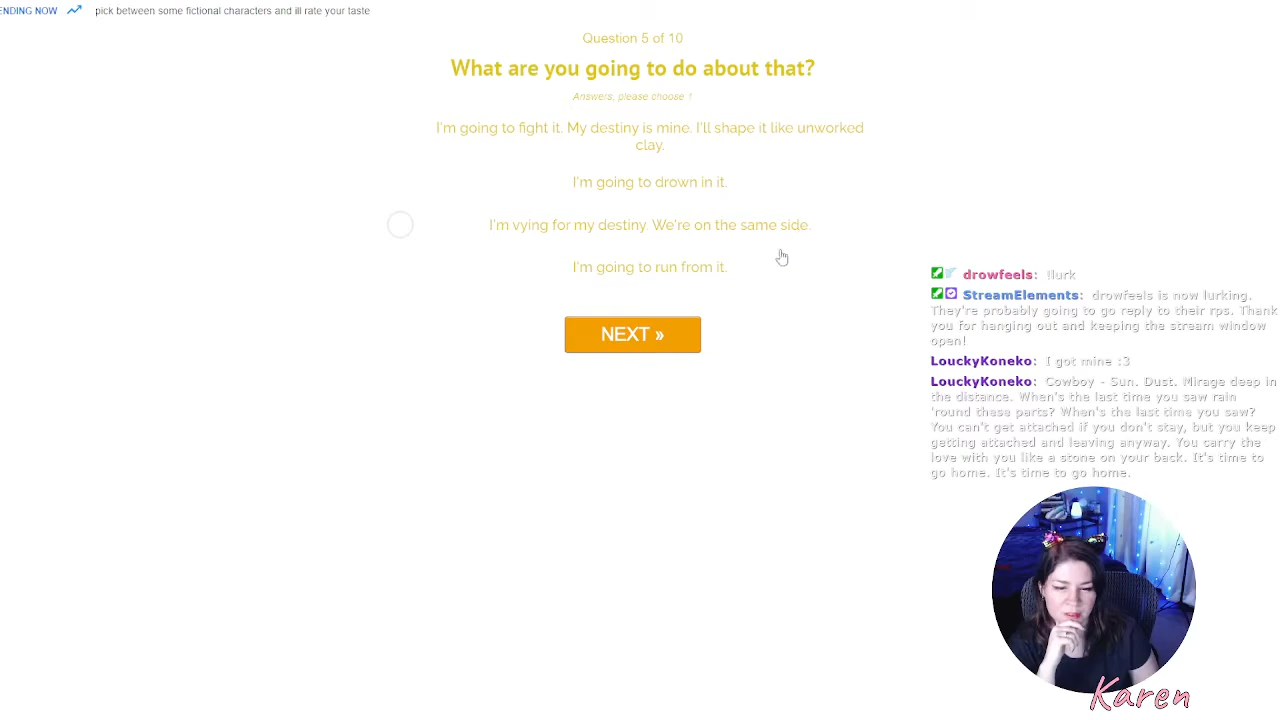 ENDING NOW pick between some fictional characters and ill rate your taste
Question 5 of 10
What are you going to do about that?
Answers, please choose 1
I'm going to fight it. My destiny is mine. I'll shape it like unworked
clay.
I'm going to drown in it.
I'm vying for my destiny. We're on the same side.
I'm going to run from it.
NEXT »
drowfeels: !lurk
StreamElements: drowfeels is now lurking.
They're probably going to go reply to their rps. Thank
you for hanging out and keeping the stream window
open!
LouckyKoneko: I got mine :3
LouckyKoneko: Cowboy - Sun. Dust. Mirage deep in
the distance. When's the last time you saw rain
'round these parts? When's the last time you saw?
You can't get attached if you don't stay, but you keep
getting attached and leaving anyway. You carry the
love with you like a stone on your back. It's time to
go home. It's time to go home.
Karen